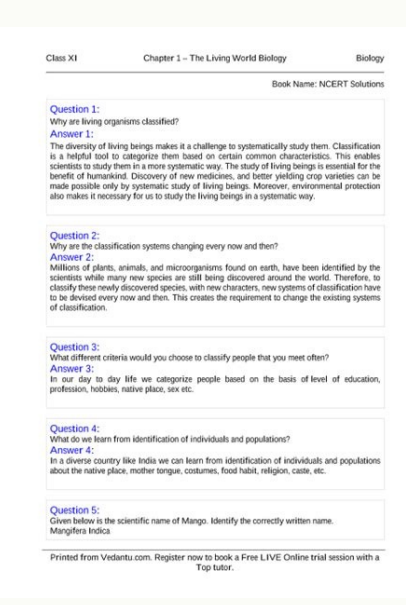 Class XI Chapter 1 – The Living World Biology Biology
Book Name: NCERT Solutions
Question 1:
Why are living organisms classified?
Answer 1:
The diversity of living beings makes it a challenge to systematically study them. Classification
is a helpful tool to categorize them based on certain common characteristics. This enables
scientists to study them in a more systematic way. The study of living beings is essential for the
benefit of humankind. Discovery of new medicines, and better yielding crop varieties can be
made possible only by systematic study of living beings. Moreover, environmental protection
also makes it necessary for us to study the living beings in a systematic way.
Question 2:
Why are the classification systems changing every now and then?
Answer 2:
Millions of plants, animals, and microorganisms found on earth, have been identified by the
scientists while many new species are still being discovered around the world. Therefore, to
classify these newly discovered species, with new characters, new systems of classification have
to be devised every now and then. This creates the requirement to change the existing systems
of classification.
Question 3:
What different criteria would you choose to classify people that you meet often?
Answer 3:
In our day to day life we categorize people based on the basis of level of education,
profession, hobbies, native place, sex etc.
Question 4:
What do we learn from identification of individuals and populations?
Answer 4:
In a diverse country like India we can learn from identification of individuals and populations
about the native place, mother tongue, costumes, food habit, religion, caste, etc.
Question 5:
Given below is the scientific name of Mango. Identify the correctly written name.
Mangifera Indica
Printed from Vedantu.com. Register now to book a Free LIVE Online trial session with a
Top tutor.